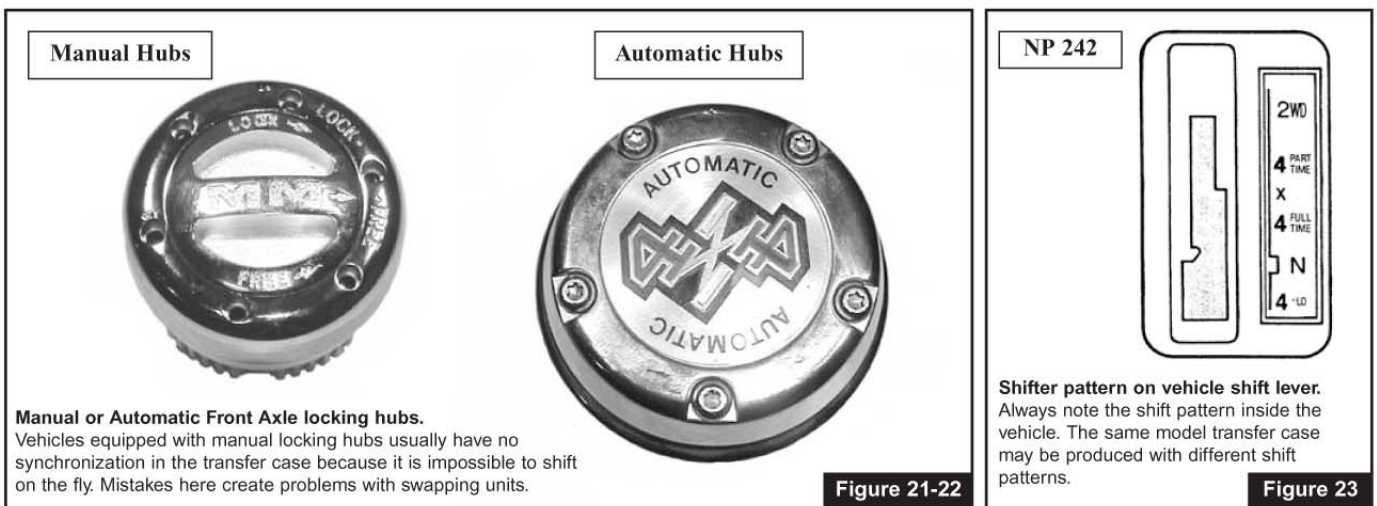 Manual Hubs
LOCK
LOCK
FREE
MM
FREE
Manual or Automatic Front Axle locking hubs.
Vehicles equipped with manual locking hubs usually have no
synchronization in the transfer case because it is impossible to shift
on the fly. Mistakes here create problems with swapping units.
Automatic Hubs
AUTOMATIC
AUTOMATIC
Figure 21-22
NP 242
2WD
4 PART TIME
X
4 FULL TIME
N
4 -LO
Shifter pattern on vehicle shift lever.
Always note the shift pattern inside the
vehicle. The same model transfer case
may be produced with different shift
patterns.
Figure 23